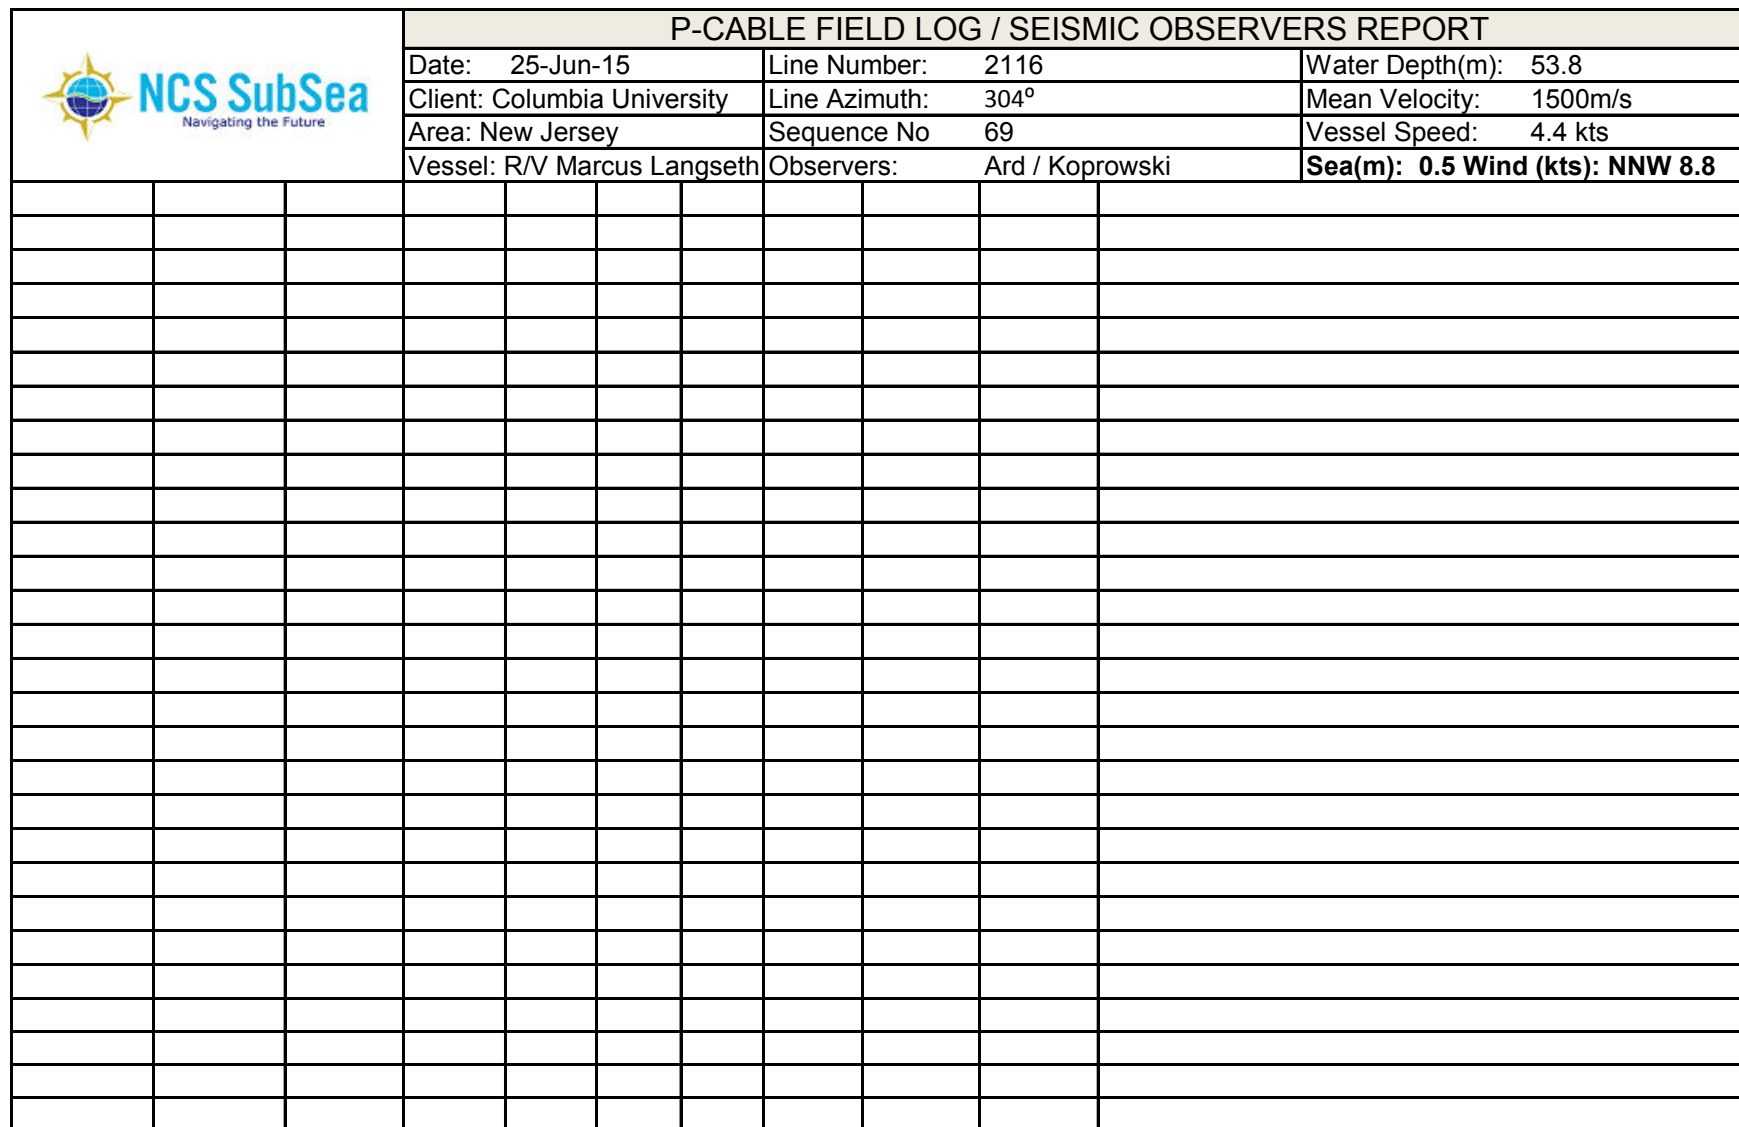 P-CABLE FIELD LOG / SEISMIC OBSERVERS REPORT
NCS SubSea
Navigating the Future
Date: 25-Jun-15 Line Number: 2116 Water Depth(m): 53.8
Client: Columbia University Line Azimuth: 304º Mean Velocity: 1500m/s
Area: New Jersey Sequence No 69 Vessel Speed: 4.4 kts
Vessel: R/V Marcus Langseth Observers: Ard / Koprowski Sea(m): 0.5 Wind (kts): NNW 8.8